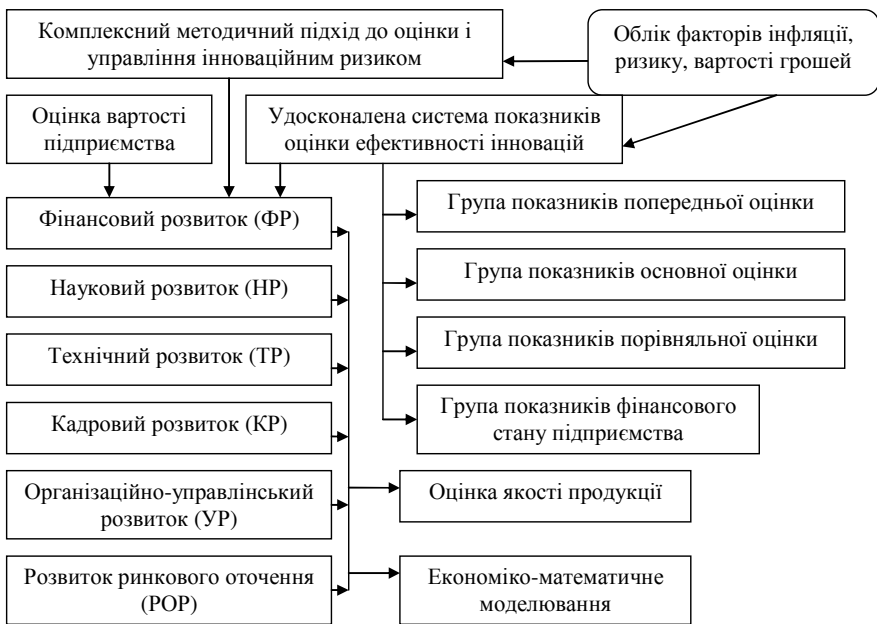 Комплексний методичний підхід до оцінки і
управління інноваційним ризиком
Облік факторів інфляції,
ризику, вартості грошей
Оцінка вартості
підприємства
Удосконалена система показників
оцінки ефективності інновацій
Фінансовий розвиток (ФР)
Група показників попередньої оцінки
Науковий розвиток (НР)
Група показників основної оцінки
Технічний розвиток (ТР)
Група показників порівняльної оцінки
Кадровий розвиток (КР)
Група показників фінансового
стану підприємства
Організаційно-управлінський
розвиток (УР)
Оцінка якості продукції
Розвиток ринкового оточення
(РОР)
Економіко-математичне
моделювання